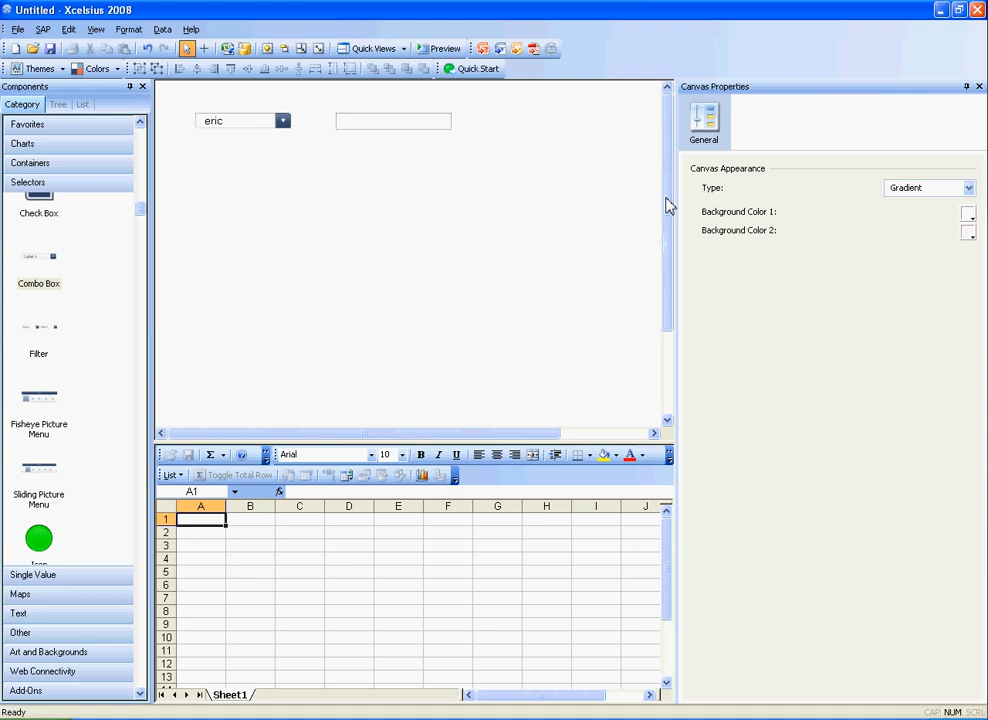 Untitled - Xcelsius 2008
File SAP Edit View Format Data Help
Quick Views Preview
Themes Colors Quick Start
Components
Category Tree List
Favorites
Charts
Containers
Selectors
Check Box
Label 1
Combo Box
Filter
Fisheye Picture
Menu
Sliding Picture
Menu
Icon
Single Value
Maps
Text
Other
Art and Backgrounds
Web Connectivity
Add-Ons
eric
Arial 10 B I U A
List Toggle Total Row
A1 fx
A B C D E F G H I J
1
2
3
4
5
6
7
8
9
10
11
12
13
Sheet1
Canvas Properties
General
Canvas Appearance
Type: Gradient
Background Color 1:
Background Color 2:
Ready CAP NUM SCRL